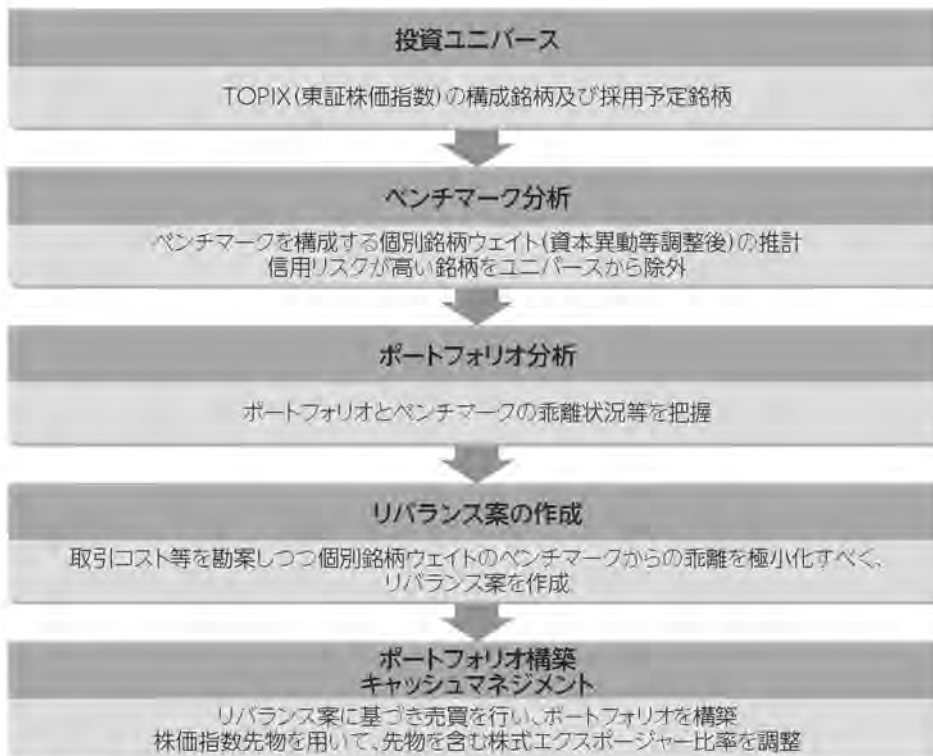 投資ユニバース
TOPIX(東証株価指数)の構成銘柄及び採用予定銘柄
ベンチマーク分析
ベンチマークを構成する個別銘柄ウェイト(資本異動等調整後)の推計
信用リスクが高い銘柄をユニバースから除外
ポートフォリオ分析
ポートフォリオとベンチマークの乖離状況等を把握
リバランス案の作成
取引コスト等を勘案しつつ個別銘柄ウェイトのベンチマークからの乖離を極小化すべく、
リバランス案を作成
ポートフォリオ構築
キャッシュマネジメント
リバランス案に基づき売買を行い、ポートフォリオを構築
株価指数先物を用いて、先物を含む株式エクスポージャー比率を調整